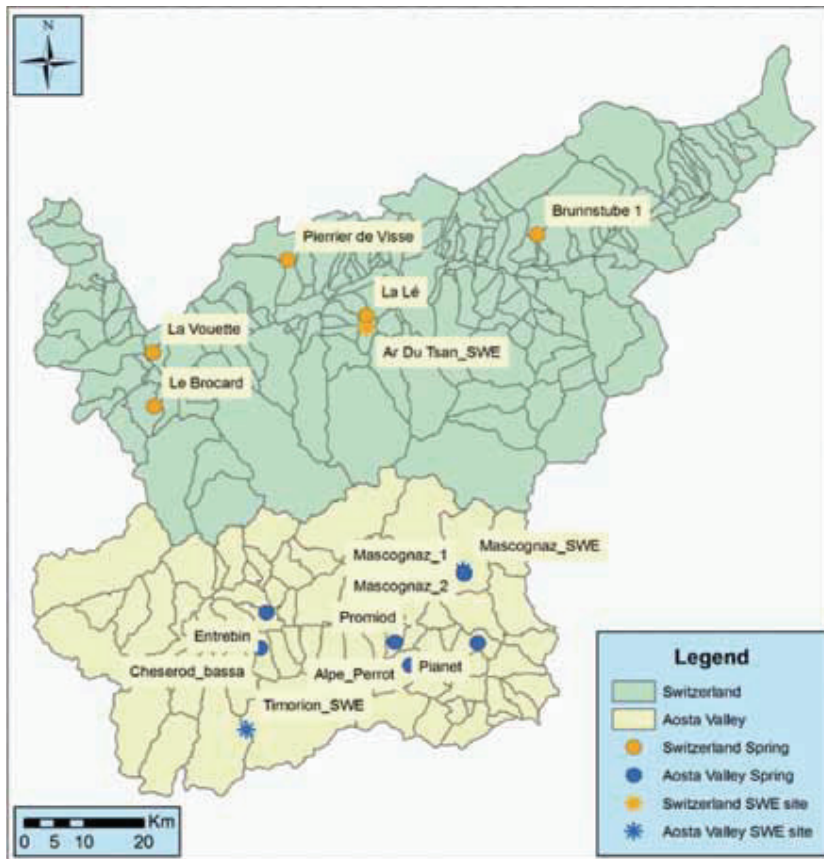 N
Brunnstube 1
Pierrier de Visse
La Lé
La Vouette
Ar Du Tsan_SWE
Le Brocard
Mascognaz_SWE
Mascognaz_1
Mascognaz_2
Promiod
Entrebin
Cheserod_bassa
Alpe_Perrot
Pianet
Timorion_SWE
Legend
Switzerland
Aosta Valley
Switzerland Spring
Aosta Valley Spring
Switzerland SWE site
Aosta Valley SWE site
Km
0 5 10 20